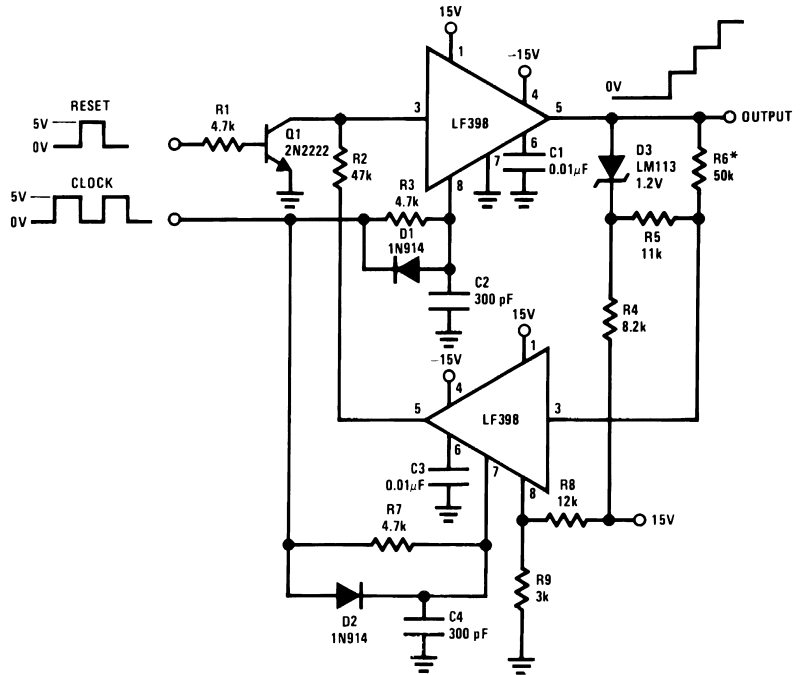 15V
1
-15V
4
0V
RESET
5V
0V
R1
4.7k
Q1
2N2222
3
LF398
5
OUTPUT
6
7
8
C1
0.01µF
D3
LM113
1.2V
R6*
50k
R2
47k
CLOCK
5V
0V
R3
4.7k
D1
1N914
R5
11k
C2
300 pF
R4
8.2k
15V
1
-15V
4
5
LF398
3
6
7
8
C3
0.01µF
R8
12k
15V
R7
4.7k
R9
3k
D2
1N914
C4
300 pF